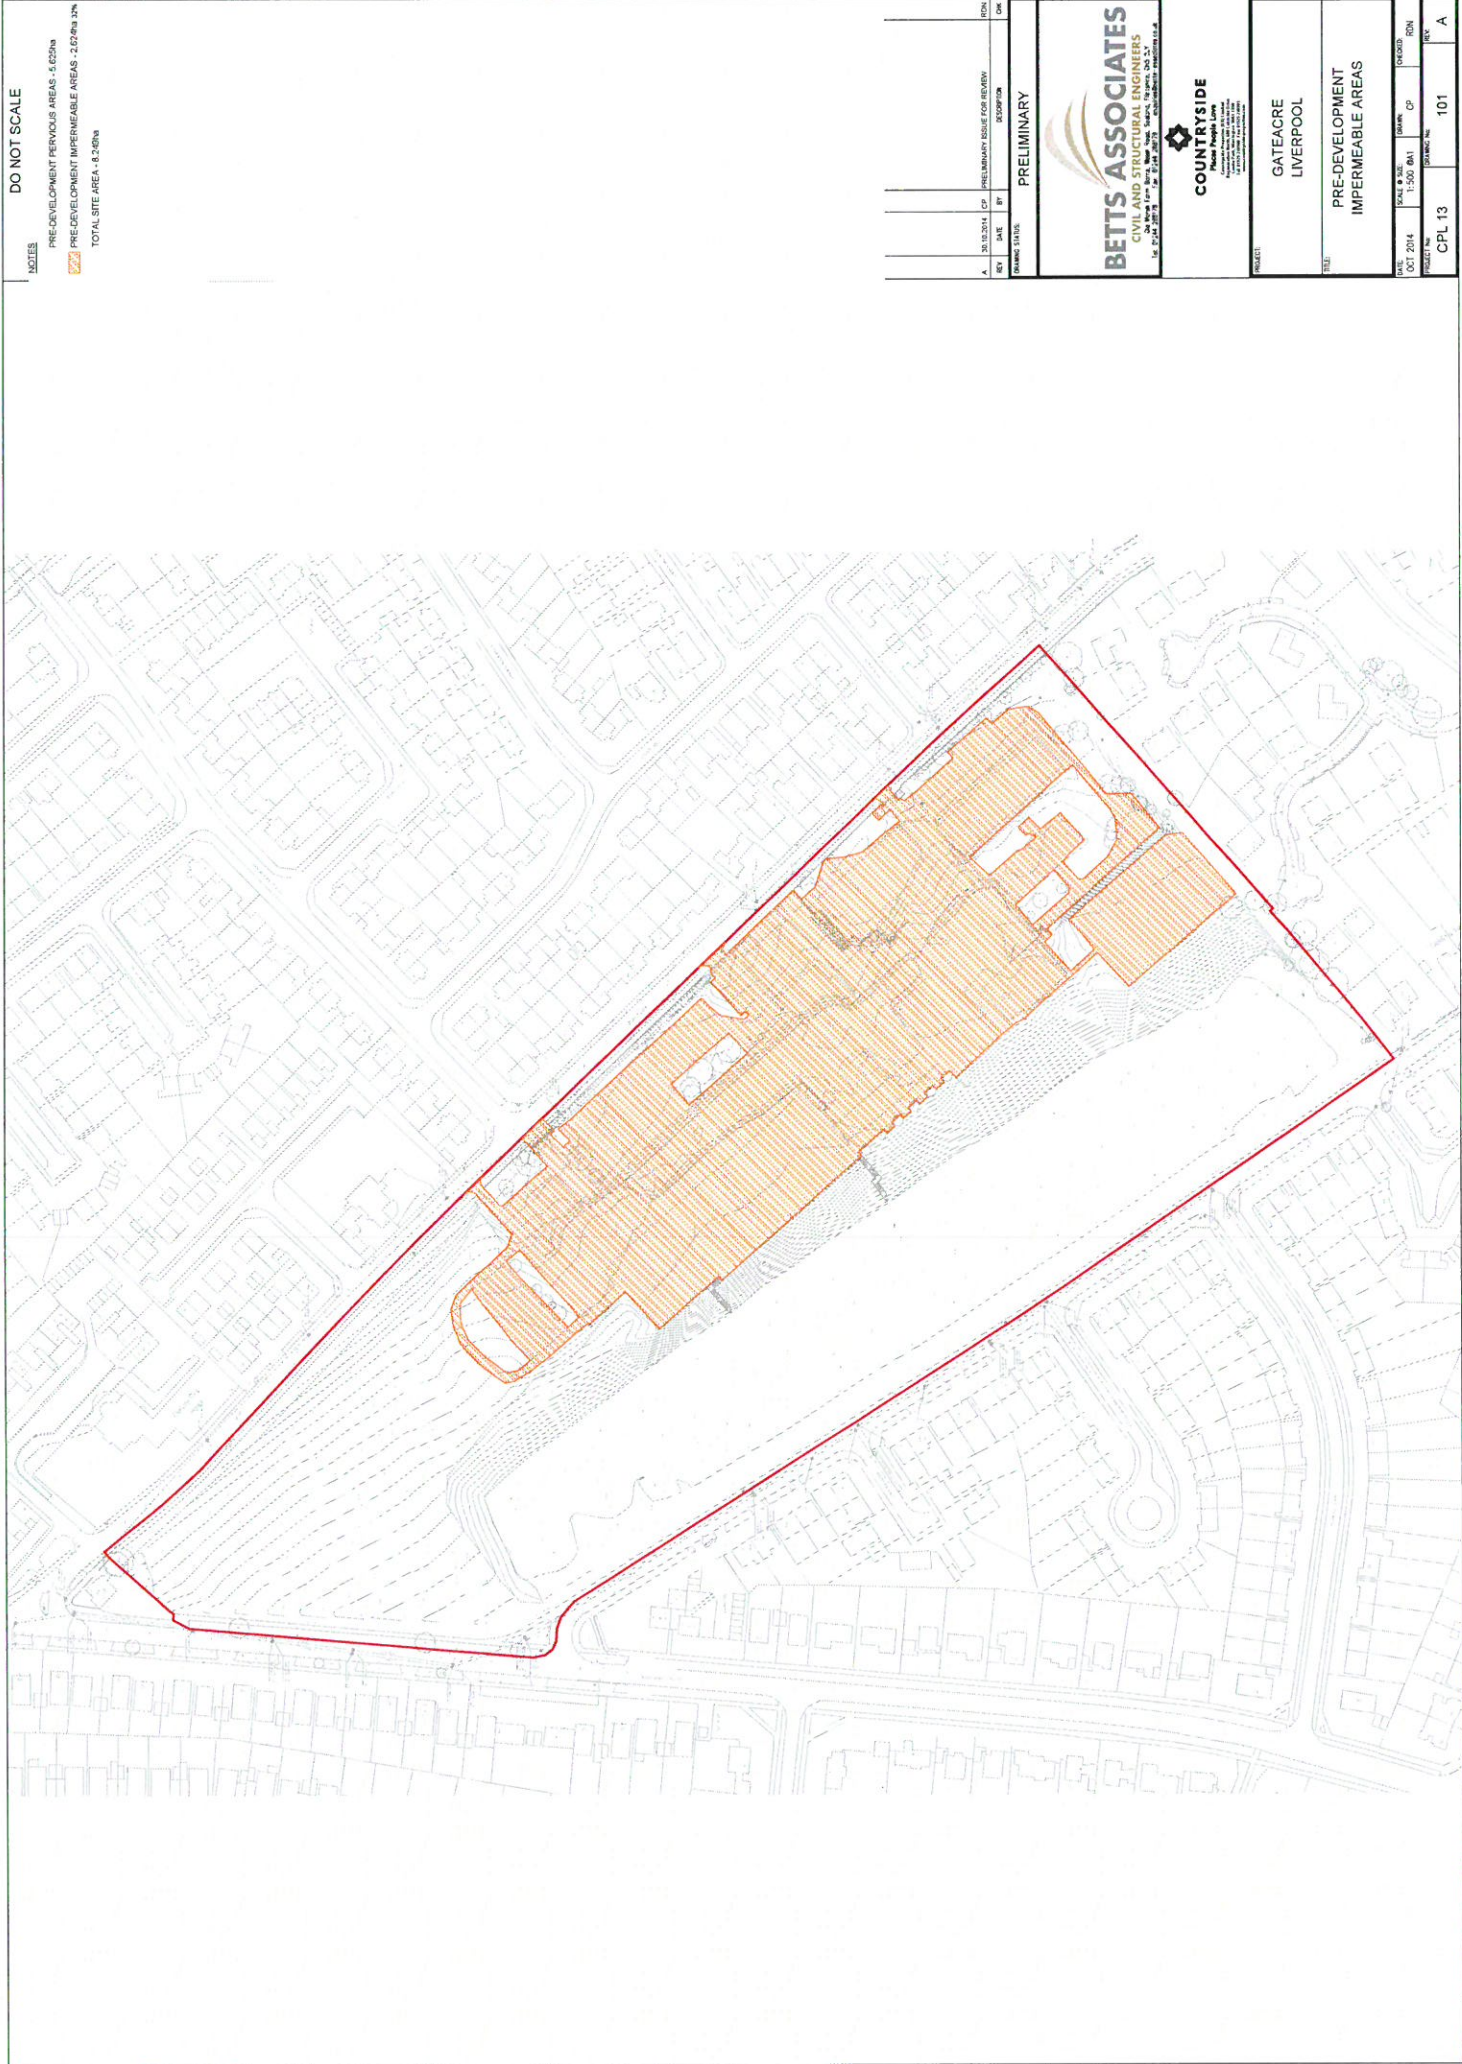 DO NOT SCALE
NOTES
PRE-DEVELOPMENT PERVIOUS AREAS - 5.625ha
PRE-DEVELOPMENT IMPERMEABLE AREAS - 2.624ha 32%
TOTAL SITE AREA - 8.249ha
A 30.10.2014 CP PRELIMINARY ISSUE FOR REVIEW RDN
REV DATE BY DESCRIPTION CHK
DRAWING STATUS:
PRELIMINARY
BETTS ASSOCIATES
CIVIL AND STRUCTURAL ENGINEERS
COUNTRYSIDE
Places People Love
PROJECT:
GATEACRE
LIVERPOOL
TITLE:
PRE-DEVELOPMENT
IMPERMEABLE AREAS
DATE: SCALE @ SIZE: DRAWN: CHECKED:
OCT 2014 1:500 @A1 CP RDN
PROJECT No: DRAWING No: REV:
CPL 13 101 A